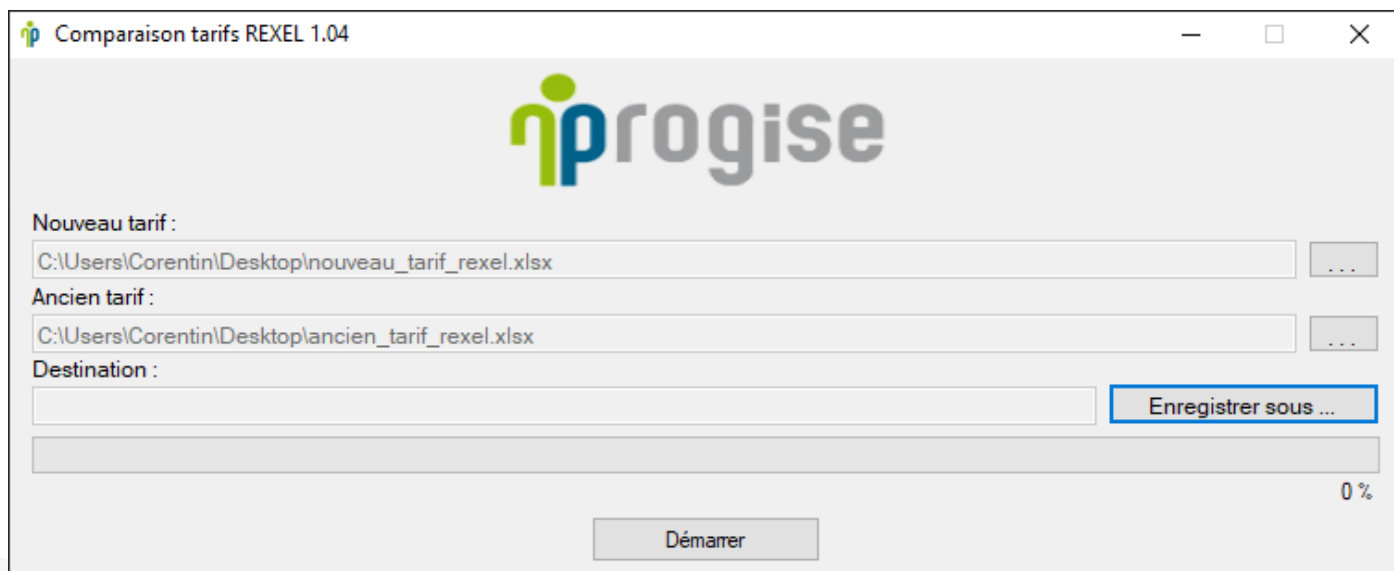 Comparaison tarifs REXEL 1.04
progise
Nouveau tarif :
C:\Users\Corentin\Desktop\nouveau_tarif_rexel.xlsx
...
Ancien tarif :
C:\Users\Corentin\Desktop\ancien_tarif_rexel.xlsx
...
Destination :
Enregistrer sous ...
0 %
Démarrer